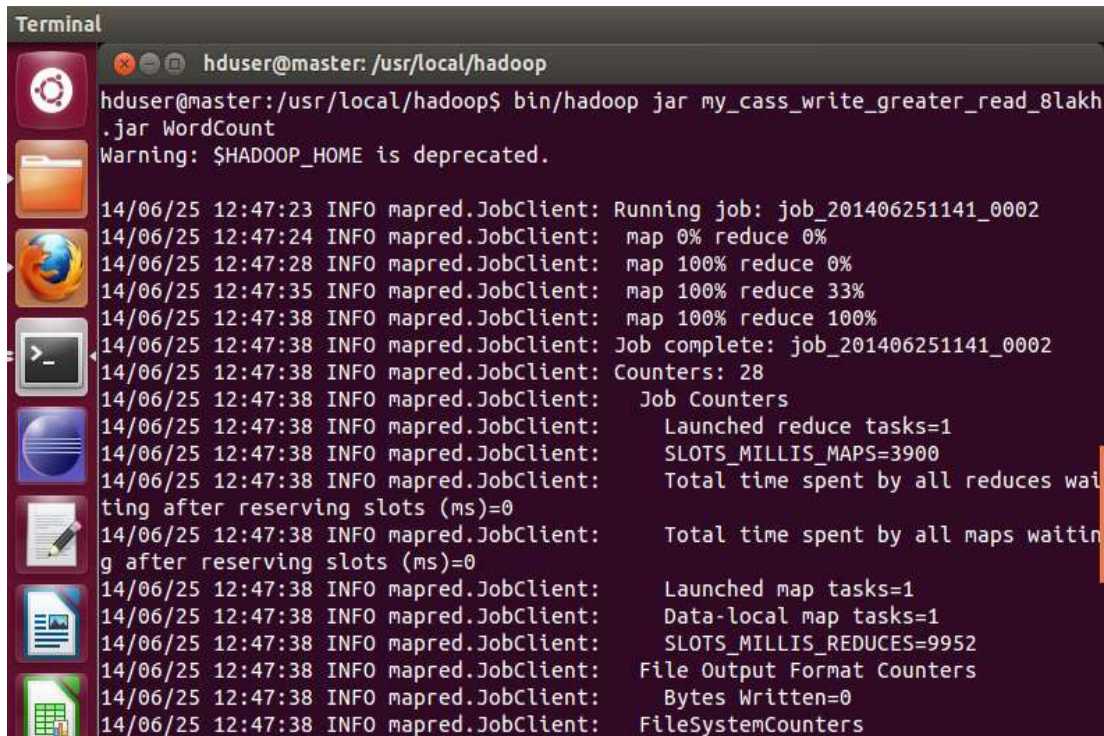 Terminal
hduser@master: /usr/local/hadoop
hduser@master:/usr/local/hadoop$ bin/hadoop jar my_cass_write_greater_read_8lakh
.jar WordCount
Warning: $HADOOP_HOME is deprecated.
14/06/25 12:47:23 INFO mapred.JobClient: Running job: job_201406251141_0002
14/06/25 12:47:24 INFO mapred.JobClient:  map 0% reduce 0%
14/06/25 12:47:28 INFO mapred.JobClient:  map 100% reduce 0%
14/06/25 12:47:35 INFO mapred.JobClient:  map 100% reduce 33%
14/06/25 12:47:38 INFO mapred.JobClient:  map 100% reduce 100%
14/06/25 12:47:38 INFO mapred.JobClient: Job complete: job_201406251141_0002
14/06/25 12:47:38 INFO mapred.JobClient: Counters: 28
14/06/25 12:47:38 INFO mapred.JobClient:   Job Counters
14/06/25 12:47:38 INFO mapred.JobClient:     Launched reduce tasks=1
14/06/25 12:47:38 INFO mapred.JobClient:     SLOTS_MILLIS_MAPS=3900
14/06/25 12:47:38 INFO mapred.JobClient:     Total time spent by all reduces wai
ting after reserving slots (ms)=0
14/06/25 12:47:38 INFO mapred.JobClient:     Total time spent by all maps waitin
g after reserving slots (ms)=0
14/06/25 12:47:38 INFO mapred.JobClient:     Launched map tasks=1
14/06/25 12:47:38 INFO mapred.JobClient:     Data-local map tasks=1
14/06/25 12:47:38 INFO mapred.JobClient:     SLOTS_MILLIS_REDUCES=9952
14/06/25 12:47:38 INFO mapred.JobClient:   File Output Format Counters
14/06/25 12:47:38 INFO mapred.JobClient:     Bytes Written=0
14/06/25 12:47:38 INFO mapred.JobClient:   FileSystemCounters